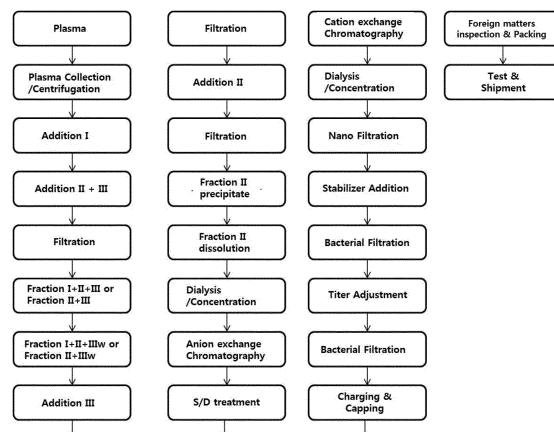 Plasma
Plasma Collection
/Centrifugation
Addition I
Addition II + III
Filtration
Fraction I+II+III or
Fraction II+III
Fraction I+II+IIIw or
Fraction II+IIIw
Addition III
Filtration
Addition II
Filtration
Fraction II
precipitate
Fraction II
dissolution
Dialysis
/Concentration
Anion exchange
Chromatography
S/D treatment
Cation exchange
Chromatography
Dialysis
/Concentration
Nano Filtration
Stabilizer Addition
Bacterial Filtration
Titer Adjustment
Bacterial Filtration
Charging &
Capping
Foreign matters
inspection & Packing
Test &
Shipment